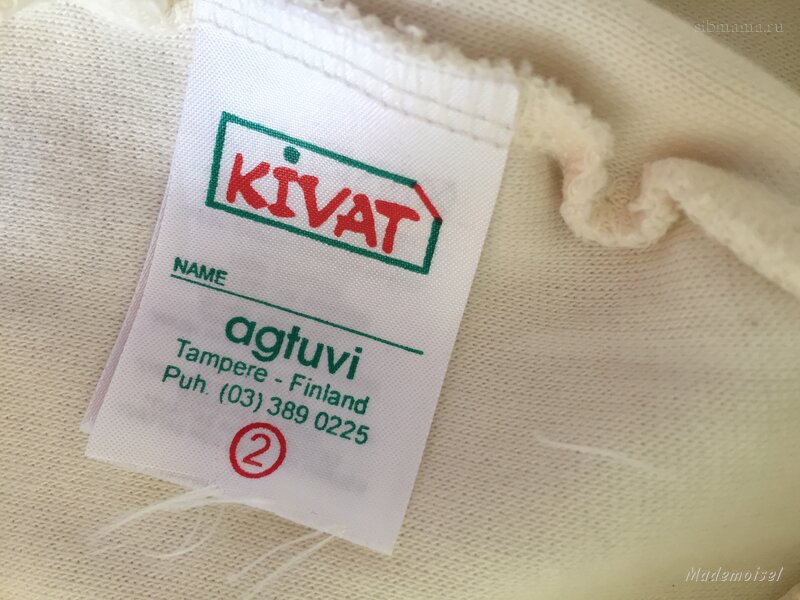 sibmama.ru
KIVAT
NAME
agtuvi
Tampere - Finland
Puh. (03) 389 0225
2
Mademoisel